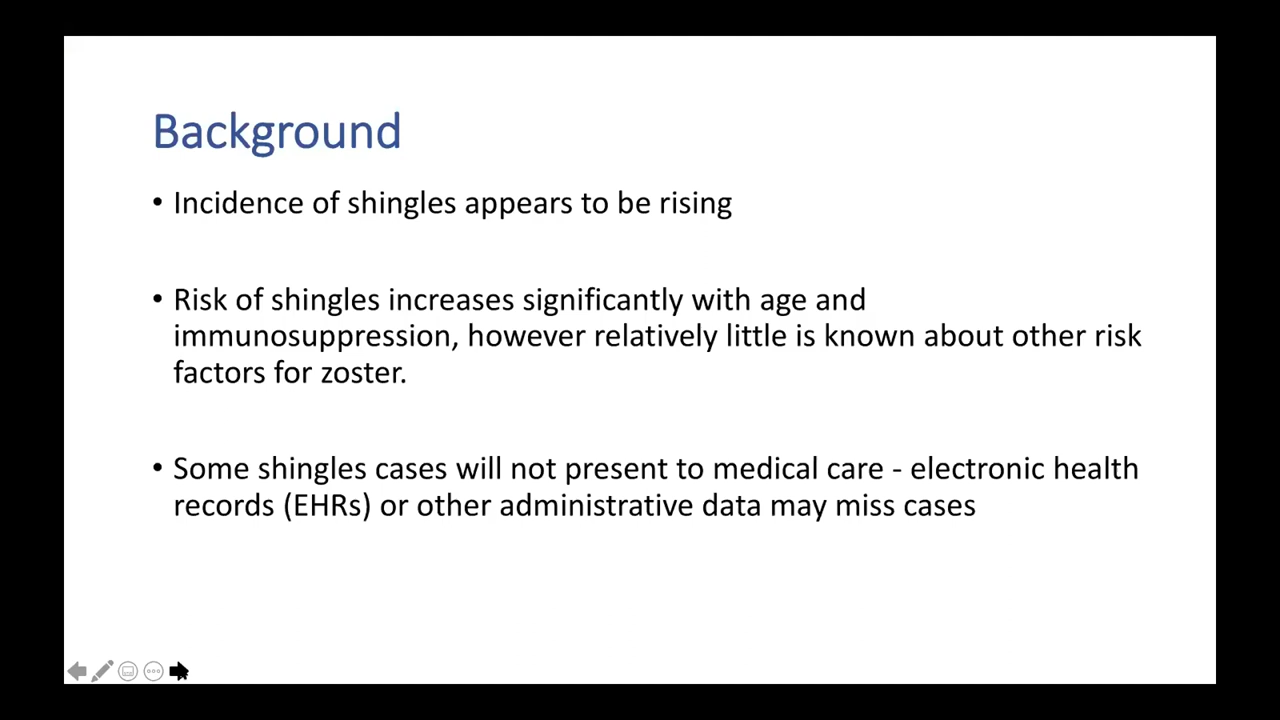 Background
• Incidence of shingles appears to be rising
• Risk of shingles increases significantly with age and
immunosuppression, however relatively little is known about other risk
factors for zoster.
• Some shingles cases will not present to medical care - electronic health
records (EHRs) or other administrative data may miss cases